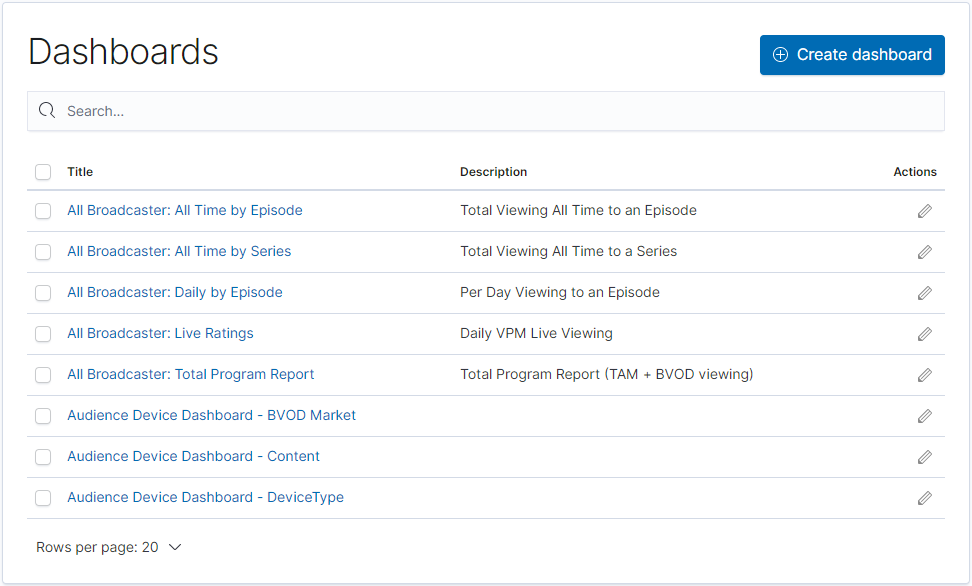 Dashboards
Create dashboard
Search...
Title Description Actions
All Broadcaster: All Time by Episode Total Viewing All Time to an Episode
All Broadcaster: All Time by Series Total Viewing All Time to a Series
All Broadcaster: Daily by Episode Per Day Viewing to an Episode
All Broadcaster: Live Ratings Daily VPM Live Viewing
All Broadcaster: Total Program Report Total Program Report (TAM + BVOD viewing)
Audience Device Dashboard - BVOD Market
Audience Device Dashboard - Content
Audience Device Dashboard - DeviceType
Rows per page: 20